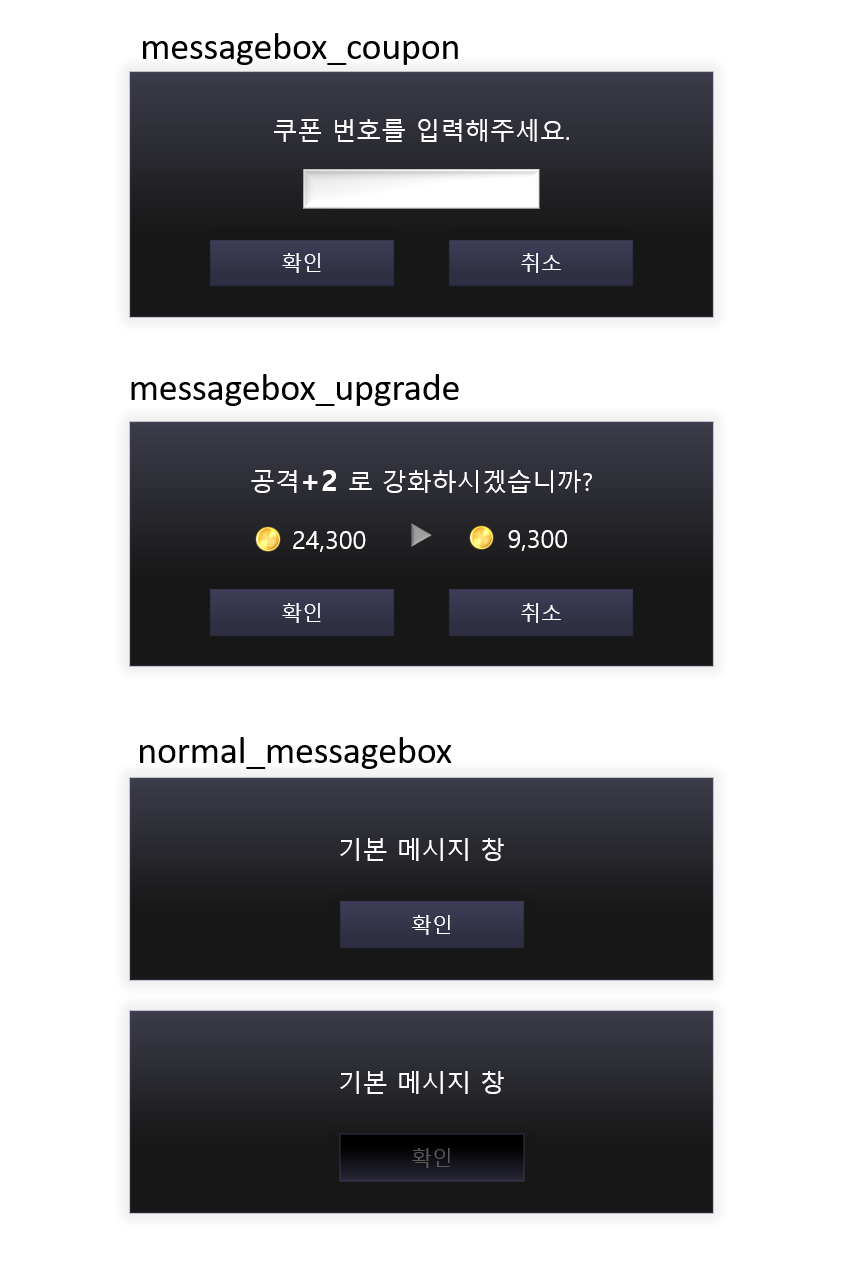 messagebox_coupon
쿠폰 번호를 입력해주세요.
확인 취소
messagebox_upgrade
공격+2 로 강화하시겠습니까?
24,300 9,300
확인 취소
normal_messagebox
기본 메시지 창
확인
기본 메시지 창
확인